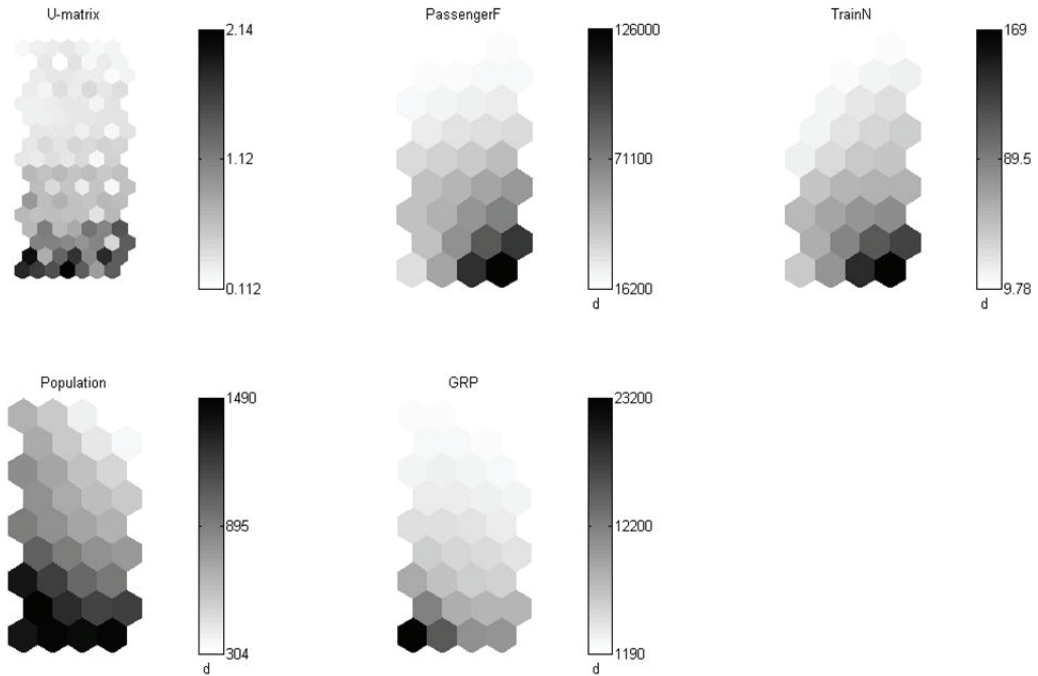 U-matrix
2.14
1.12
0.112
PassengerF
126000
71100
16200
d
TrainN
169
89.5
9.78
d
Population
1490
895
304
d
GRP
23200
12200
1190
d